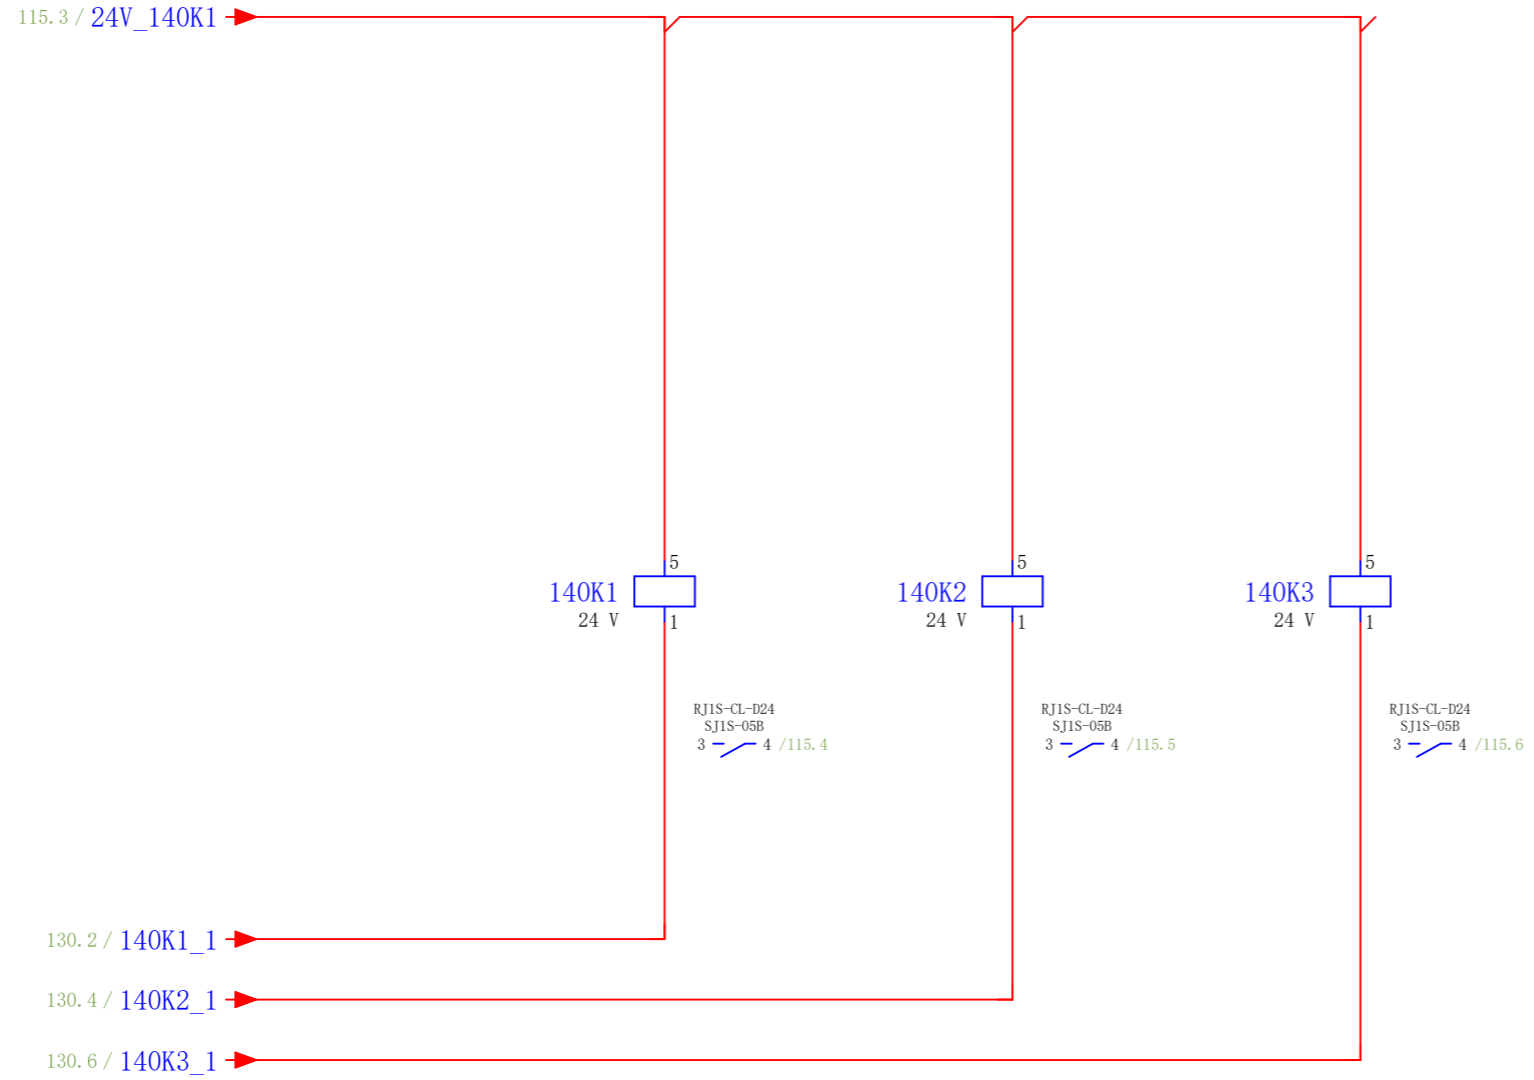 115.3 / 24V_140K1
5 5 5
140K1 140K2 140K3
24 V 24 V 24 V
1 1 1
RJ1S-CL-D24 RJ1S-CL-D24 RJ1S-CL-D24
SJ1S-05B SJ1S-05B SJ1S-05B
3 4 /115.4 3 4 /115.5 3 4 /115.6
130.2 / 140K1_1
130.4 / 140K2_1
130.6 / 140K3_1